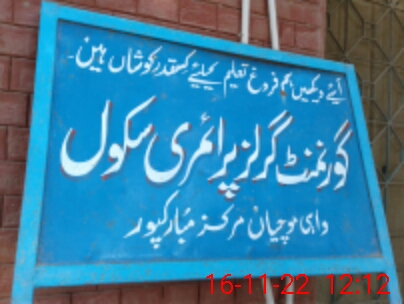 آیئے دیکھیں ہم فروغ تعلیم کیلئے کسقدر کوشاں ہیں۔
گورنمنٹ گرلز پرائمری سکول
واہی موچیاں مرکز مبارکپور
16-11-22 12:12